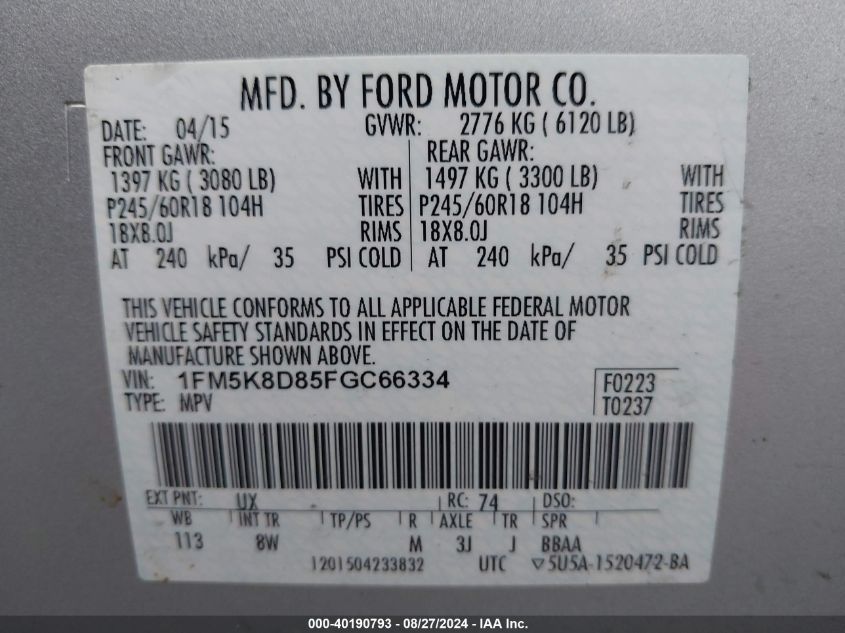 MFD. BY FORD MOTOR CO.
DATE: 04/15 GVWR: 2776 KG ( 6120 LB)
FRONT GAWR: REAR GAWR:
1397 KG ( 3080 LB) WITH 1497 KG ( 3300 LB) WITH
P245/60R18 104H TIRES P245/60R18 104H TIRES
18X8.0J RIMS 18X8.0J RIMS
AT 240 kPa/ 35 PSI COLD AT 240 kPa/ 35 PSI COLD
THIS VEHICLE CONFORMS TO ALL APPLICABLE FEDERAL MOTOR
VEHICLE SAFETY STANDARDS IN EFFECT ON THE DATE OF
MANUFACTURE SHOWN ABOVE.
VIN: 1FM5K8D85FGC66334 F0223
TYPE: MPV T0237
EXT PNT: UX RC: 74 DSO:
WB INT TR TP/PS R AXLE TR SPR
113 8W M 3J J BBAA
1201504233832 UTC ▽5U5A-1520472-BA
000-40190793 - 08/27/2024 - IAA Inc.